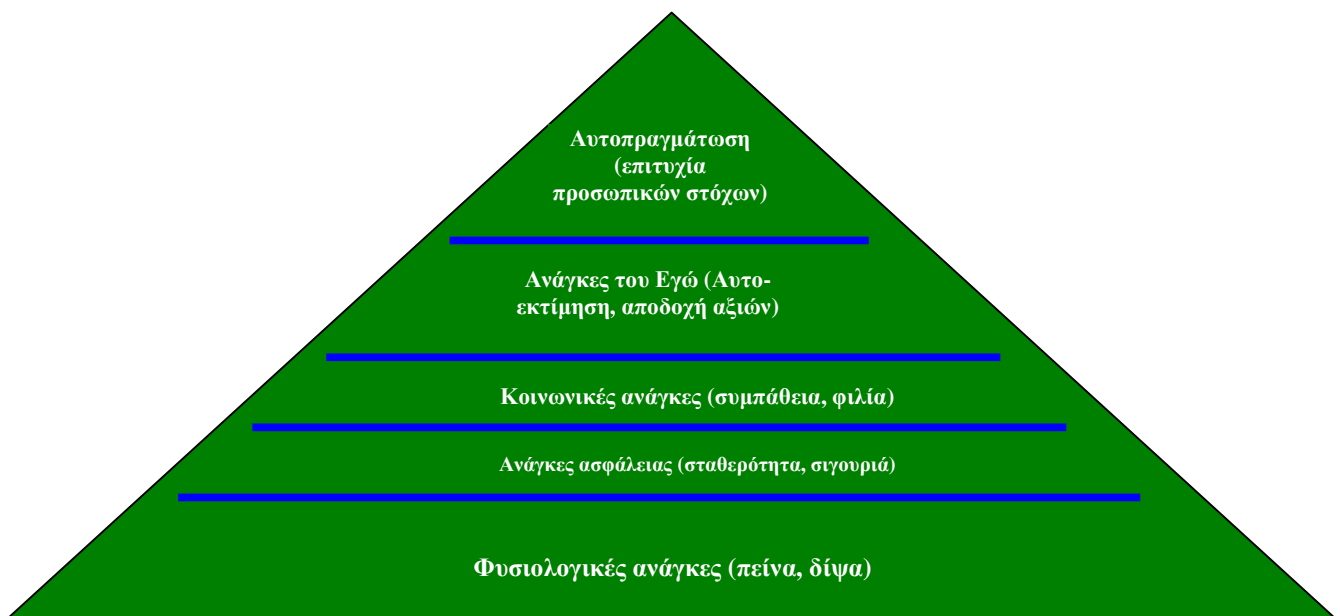 Αυτοπραγμάτωση
(επιτυχία
προσωπικών στόχων)
Ανάγκες του Εγώ (Αυτο-
εκτίμηση, αποδοχή αξιών)
Κοινωνικές ανάγκες (συμπάθεια, φιλία)
Ανάγκες ασφάλειας (σταθερότητα, σιγουριά)
Φυσιολογικές ανάγκες (πείνα, δίψα)